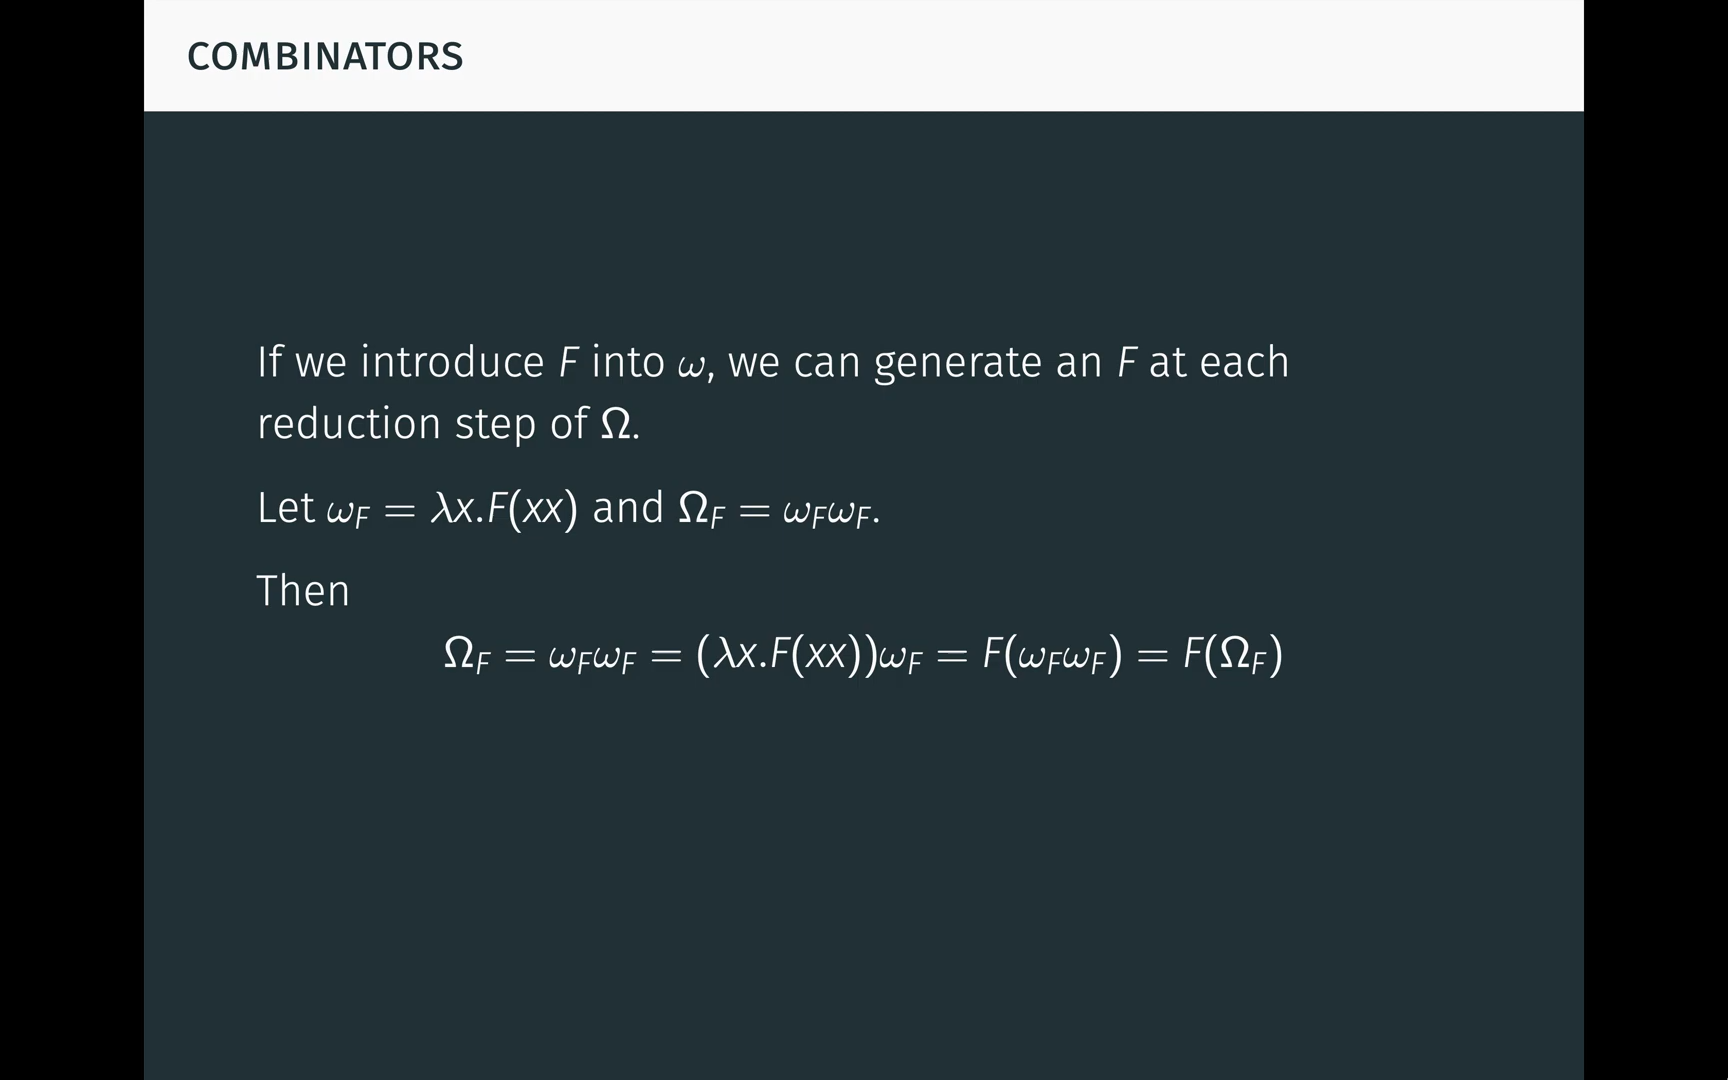 COMBINATORS
If we introduce F into ω, we can generate an F at each
reduction step of Ω.
Let ω_F = λx.F(xx) and Ω_F = ω_Fω_F.
Then
Ω_F = ω_Fω_F = (λx.F(xx))ω_F = F(ω_Fω_F) = F(Ω_F)